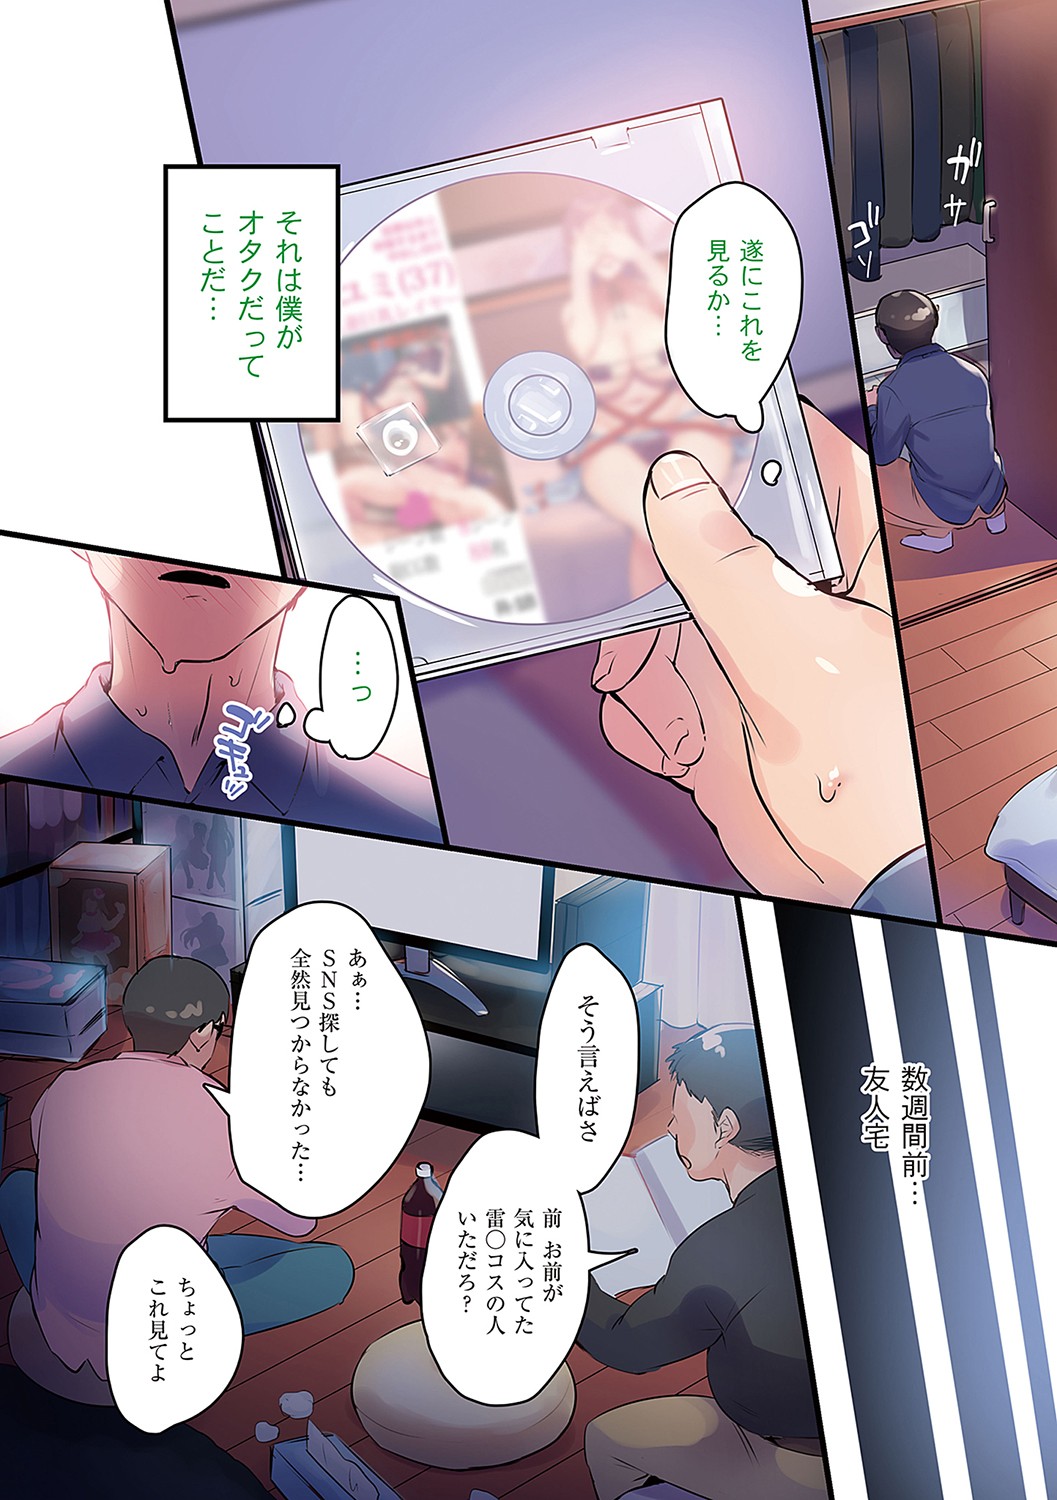 それは僕が
オタクだって
ことだ…
ガサ
ゴソ
遂にこれを
見るか…
ユミ(37)
…っ
ゴキュ
数週間前…
友人宅
そう言えばさ
前 お前が
気に入ってた
雷〇コスの人
いただろ?
あぁ…
SNS探しても
全然見つからなかった…
ちょっと
これ見てよ